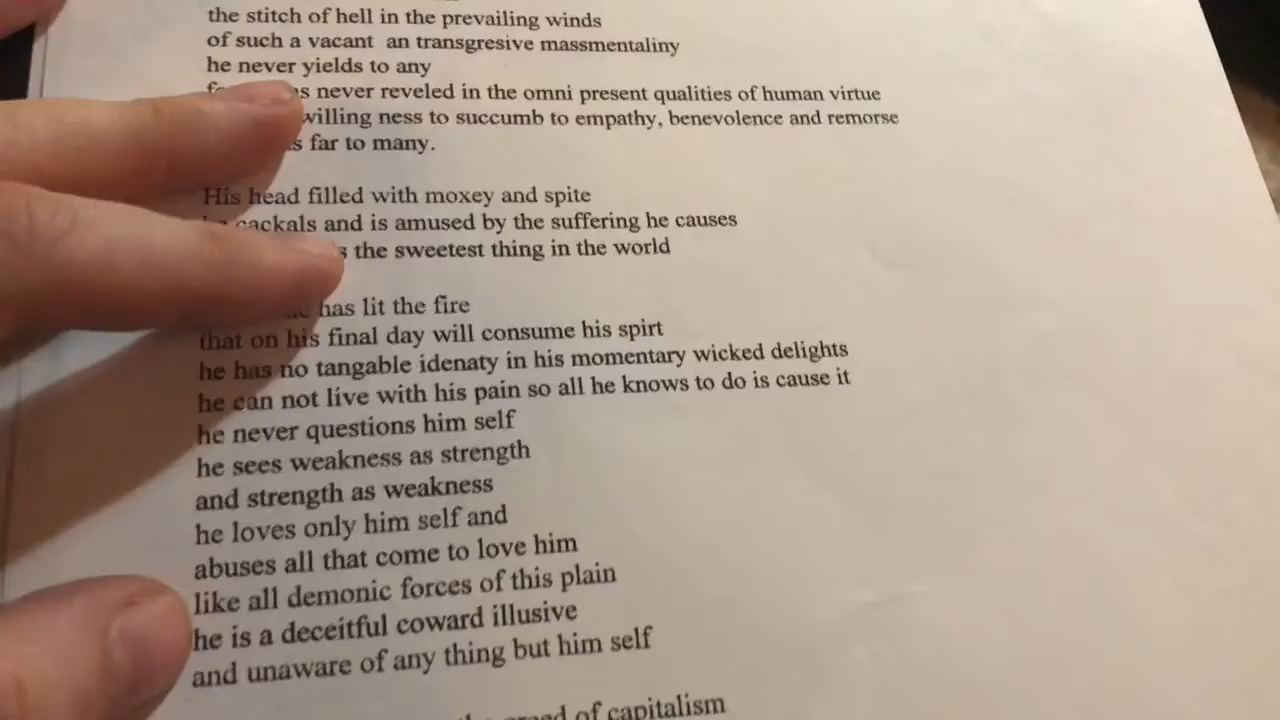 the stitch of hell in the prevailing winds
of such a vacant an transgresive massmentaliny
he never yields to any
never reveled in the omni present qualities of human virtue
willing ness to succumb to empathy, benevolence and remorse
far to many.
His head filled with moxey and spite
cackals and is amused by the suffering he causes
the sweetest thing in the world
has lit the fire
that on his final day will consume his spirt
he has no tangable idenaty in his momentary wicked delights
he can not live with his pain so all he knows to do is cause it
he never questions him self
he sees weakness as strength
and strength as weakness
he loves only him self and
abuses all that come to love him
like all demonic forces of this plain
he is a deceitful coward illusive
and unaware of any thing but him self
of capitalism